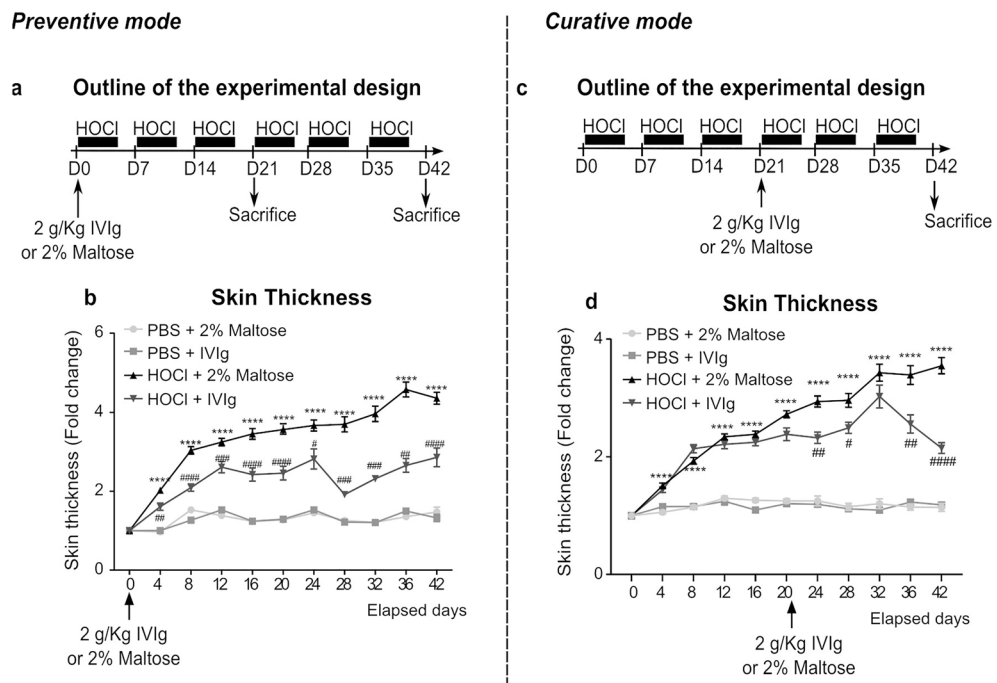 Preventive mode
a Outline of the experimental design
HOCl HOCl HOCl HOCl HOCl HOCl
D0 D7 D14 D21 D28 D35 D42
2 g/Kg IVIg
or 2% Maltose
Sacrifice Sacrifice
b Skin Thickness
PBS + 2% Maltose
PBS + IVIg
HOCl + 2% Maltose
HOCl + IVIg
Skin thickness (Fold change)
6
4
2
0
**** **** **** **** **** **** **** **** **** ****
## #### ### #### #### # ### ### ## ####
0 4 8 12 16 20 24 28 32 36 42
Elapsed days
2 g/Kg IVIg
or 2% Maltose
Curative mode
c Outline of the experimental design
HOCl HOCl HOCl HOCl HOCl HOCl
D0 D7 D14 D21 D28 D35 D42
2 g/Kg IVIg
or 2% Maltose
Sacrifice
d Skin Thickness
PBS + 2% Maltose
PBS + IVIg
HOCl + 2% Maltose
HOCl + IVIg
Skin thickness (Fold change)
4
2
0
**** **** **** **** **** **** **** **** **** ****
## # ## ####
0 4 8 12 16 20 24 28 32 36 42
Elapsed days
2 g/Kg IVIg
or 2% Maltose